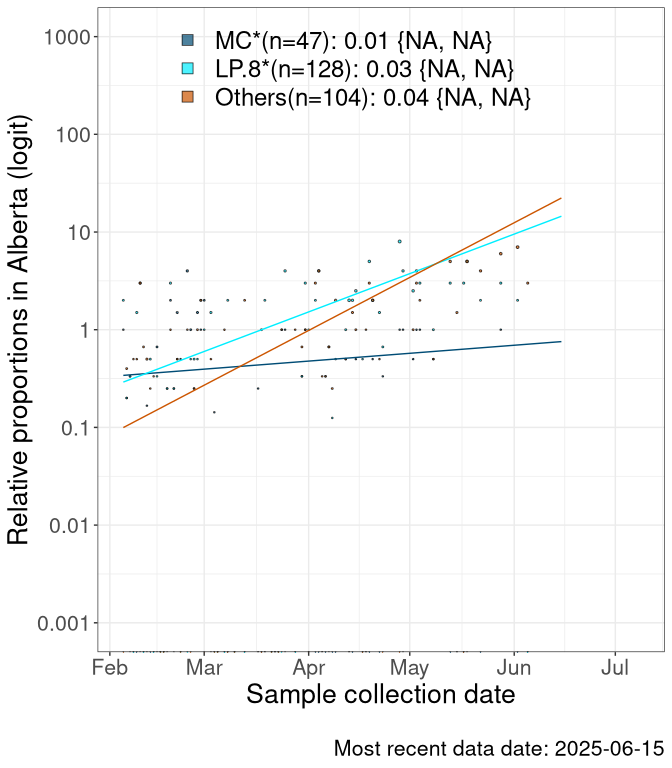 MC*(n=47): 0.01 {NA, NA}
LP.8*(n=128): 0.03 {NA, NA}
Others(n=104): 0.04 {NA, NA}
Relative proportions in Alberta (logit)
1000
100
10
1
0.1
0.01
0.001
Feb Mar Apr May Jun Jul
Sample collection date
Most recent data date: 2025-06-15